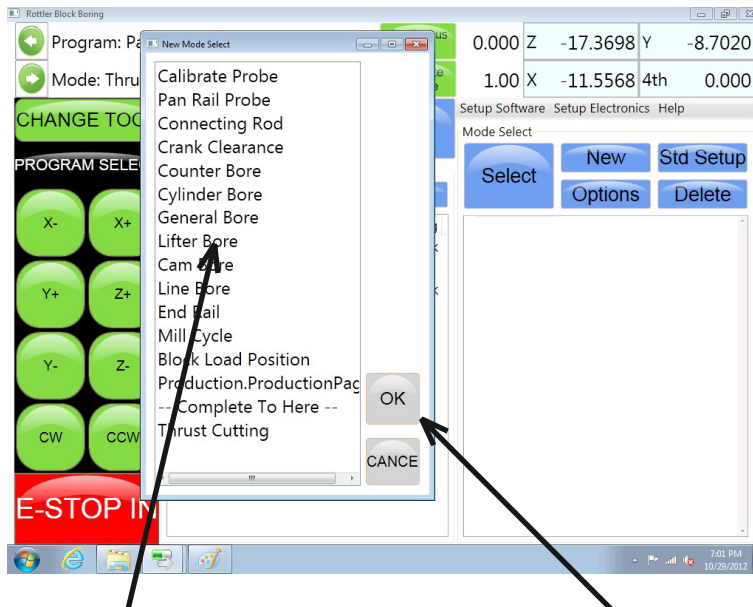 Rottler Block Boring
Program: Pa
us
0.000 Z -17.3698 Y -8.7020
Mode: Thru
1.00 X -11.5568 4th 0.000
New Mode Select
Calibrate Probe
Pan Rail Probe
Connecting Rod
Crank Clearance
Counter Bore
Cylinder Bore
General Bore
Lifter Bore
Cam Bore
Line Bore
End Rail
Mill Cycle
Block Load Position
Production.ProductionPag
-- Complete To Here --
Thrust Cutting
OK
CANCE
CHANGE TOO
PROGRAM SELE
X- X+
Y+ Z+
Y- Z-
CW CCW
E-STOP IN
Setup Software Setup Electronics Help
Mode Select
Select
New
Std Setup
Options
Delete
7:01 PM
10/29/2012